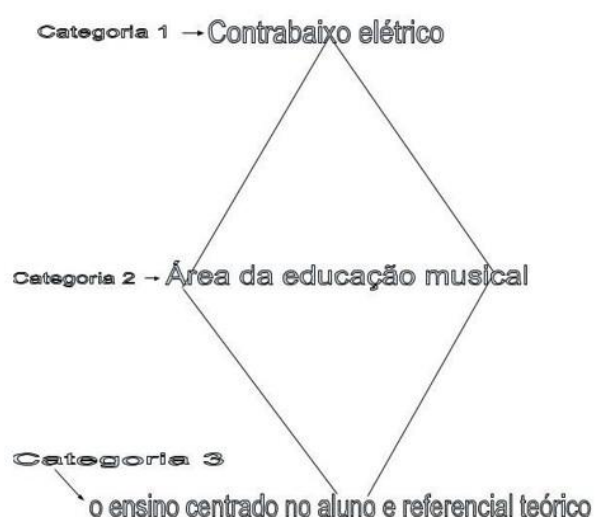 Categoria 1 → Contrabaixo elétrico
Categoria 2 → Área da educação musical
Categoria 3
o ensino centrado no aluno e referencial teórico